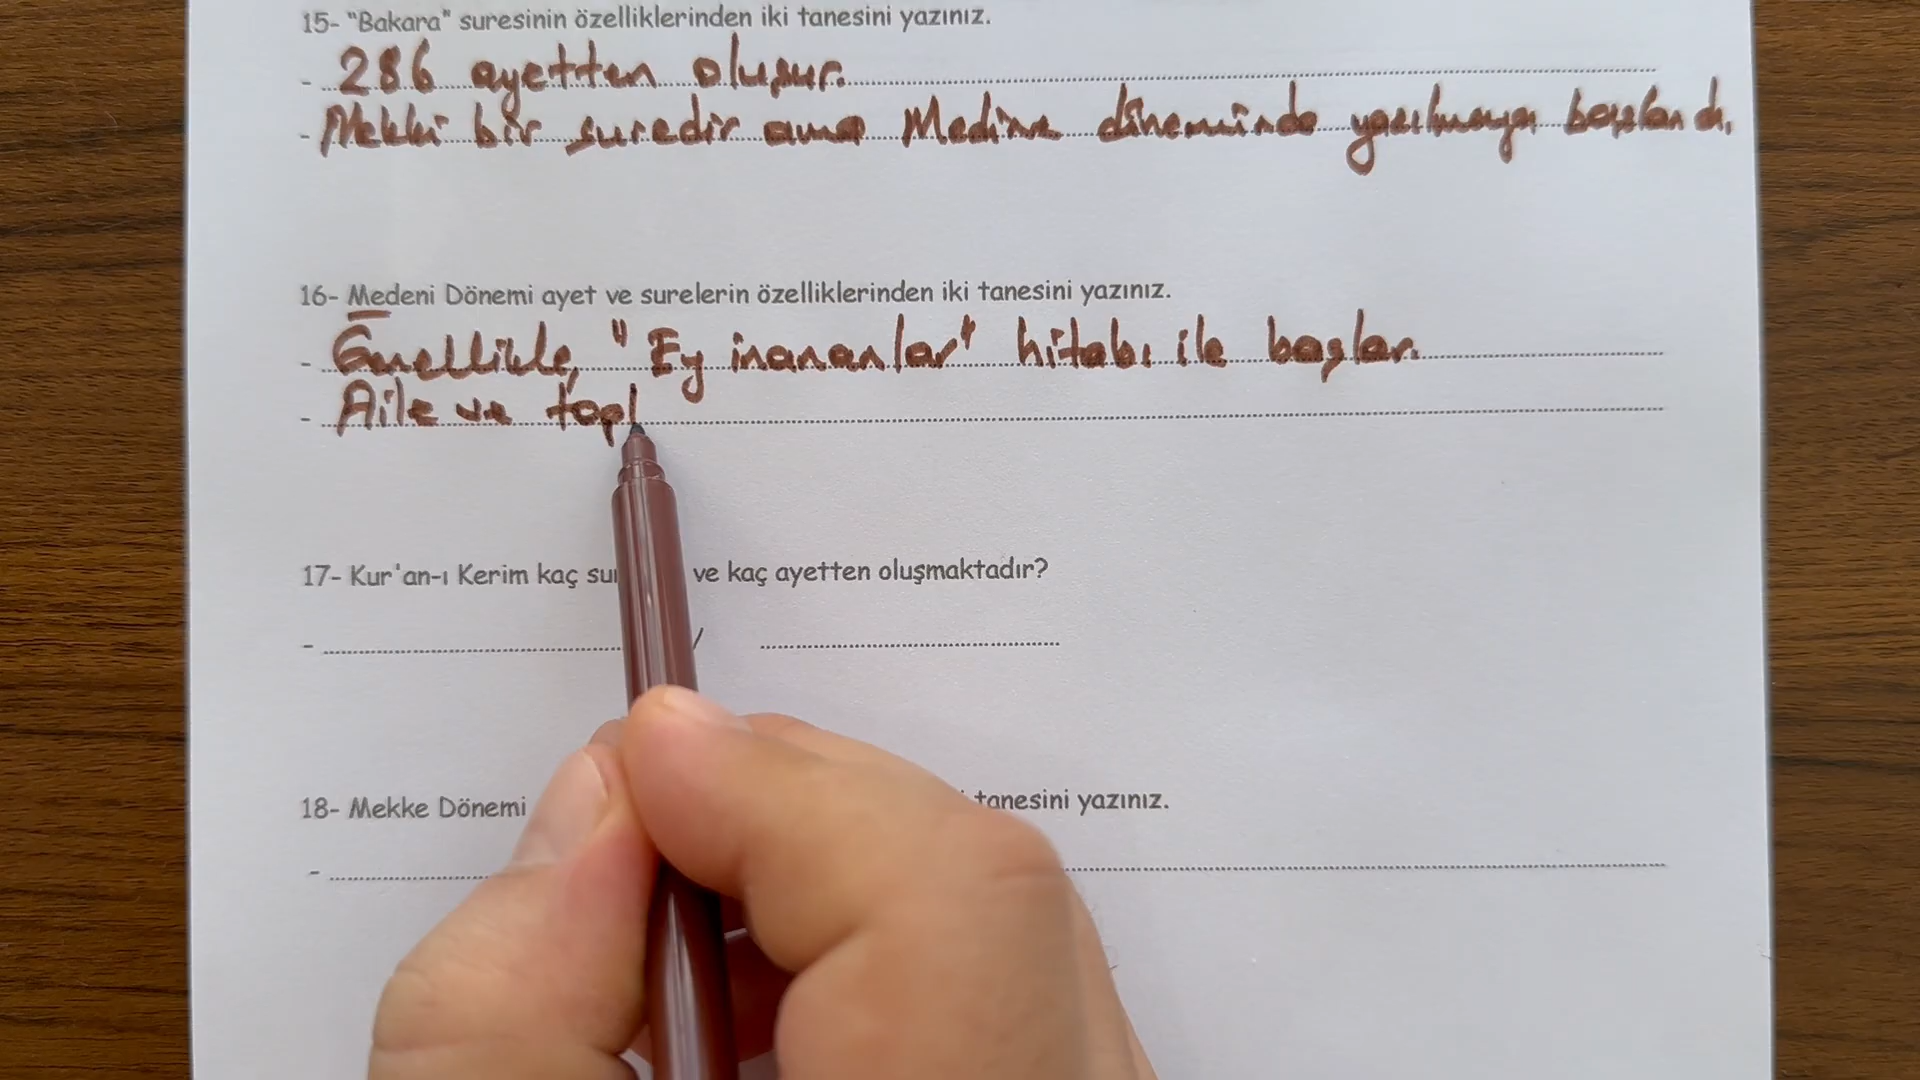 15- "Bakara" suresinin özelliklerinden iki tanesini yazınız.
- 286 ayetten oluşur.
- Mekki bir suredir ama Medine döneminde yazılmaya başlandı.
16- Medeni Dönemi ayet ve surelerin özelliklerinden iki tanesini yazınız.
- Genellikle, "Ey inananlar" hitabı ile başlar.
- Aile ve topl
17- Kur'an-ı Kerim kaç ve kaç ayetten oluşmaktadır?
- /
18- Mekke Dönemi tanesini yazınız.
-